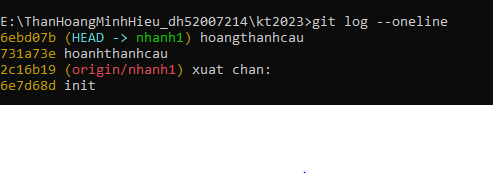 E:\ThanHoangMinhHieu_dh52007214\kt2023>git log --oneline
6ebd07b (HEAD -> nhanh1) hoangthanhcau
731a73e hoanhthanhcau
2c16b19 (origin/nhanh1) xuat chan:
6e7d68d init